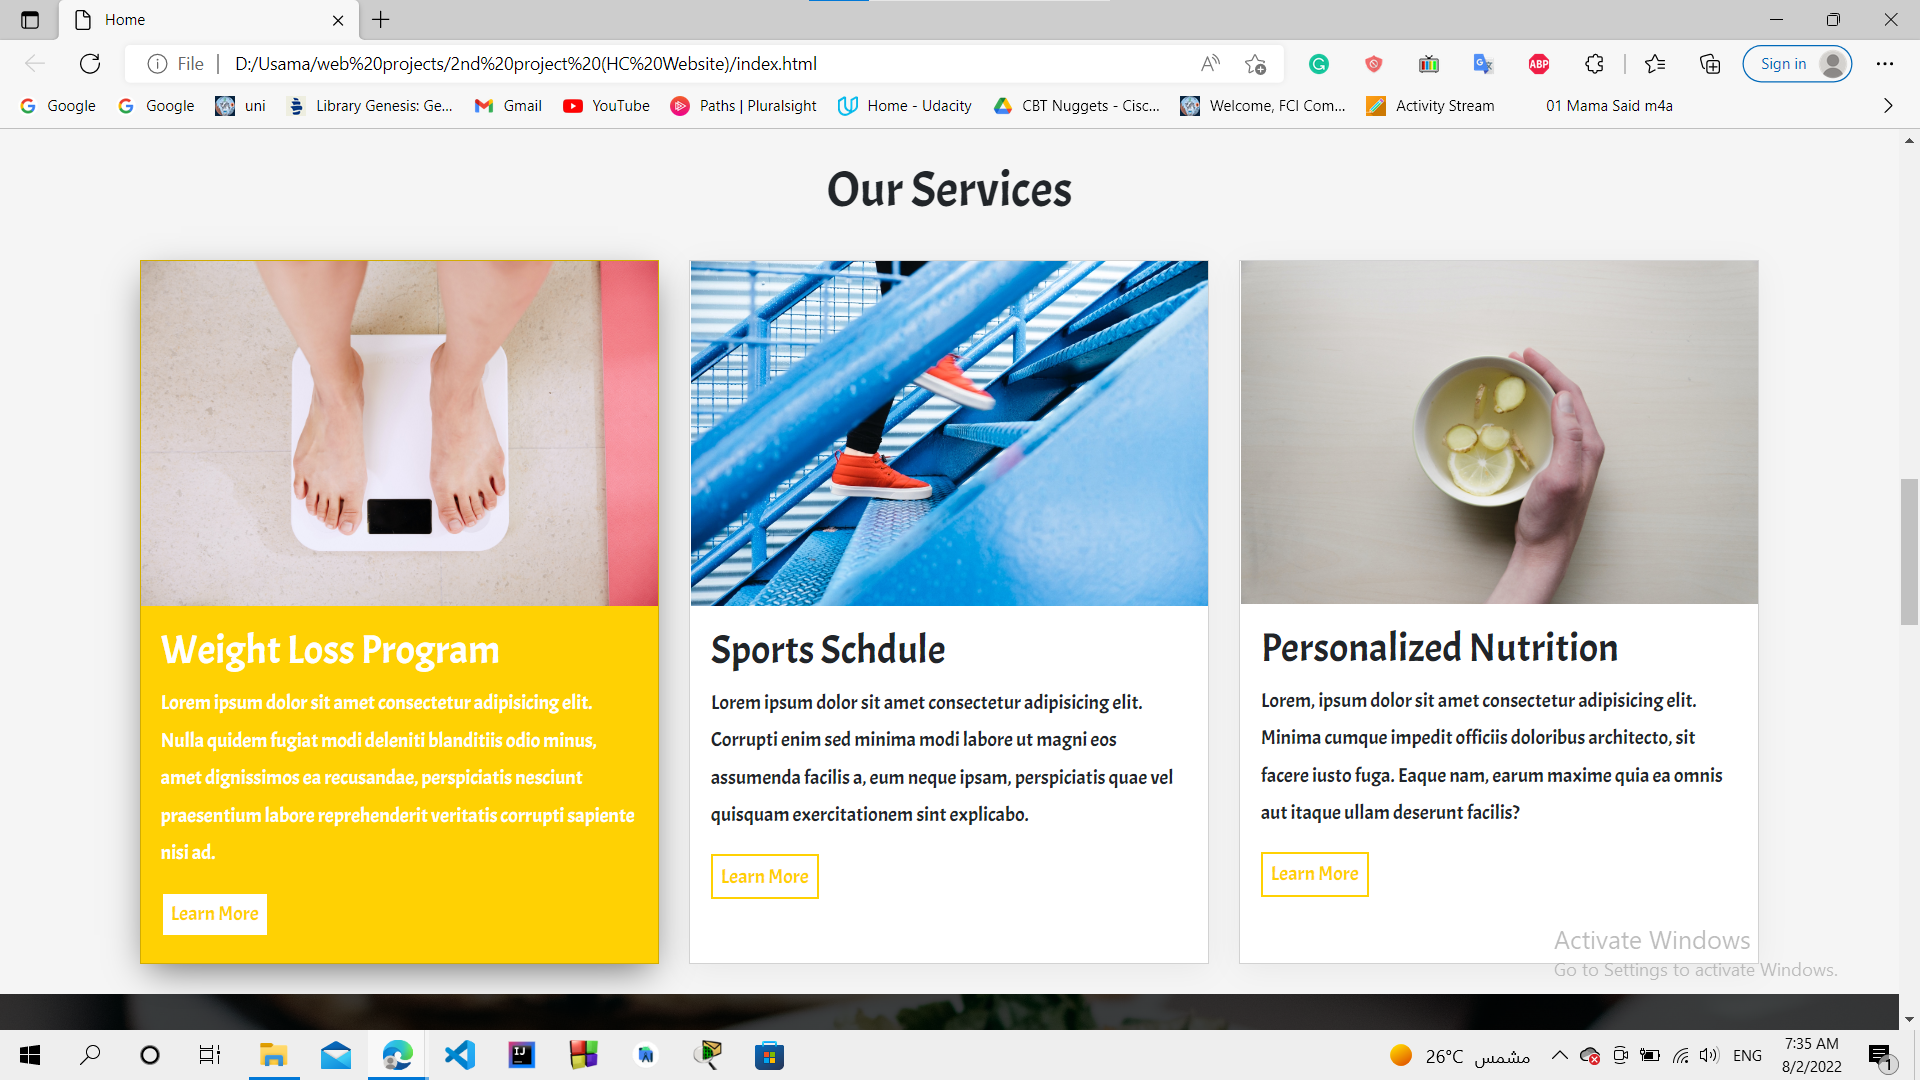 Home
File
D:/Usama/web%20projects/2nd%20project%20(HC%20Website)/index.html
ABP
Sign in
Google
Google
uni
Library Genesis: Ge...
Gmail
YouTube
Paths | Pluralsight
Home - Udacity
CBT Nuggets - Cisc...
Welcome, FCI Com...
Activity Stream
01 Mama Said m4a
Our Services
Weight Loss Program
Lorem ipsum dolor sit amet consectetur adipisicing elit.
Nulla quidem fugiat modi deleniti blanditiis odio minus,
amet dignissimos ea recusandae, perspiciatis nesciunt
praesentium labore reprehenderit veritatis corrupti sapiente
nisi ad.
Learn More
Sports Schdule
Lorem ipsum dolor sit amet consectetur adipisicing elit.
Corrupti enim sed minima modi labore ut magni eos
assumenda facilis a, eum neque ipsam, perspiciatis quae vel
quisquam exercitationem sint explicabo.
Learn More
Personalized Nutrition
Lorem, ipsum dolor sit amet consectetur adipisicing elit.
Minima cumque impedit officiis doloribus architecto, sit
facere iusto fuga. Eaque nam, earum maxime quia ea omnis
aut itaque ullam deserunt facilis?
Learn More
Activate Windows
Go to Settings to activate Windows.
IJ
26°C مشمس
ENG
7:35 AM
8/2/2022
1